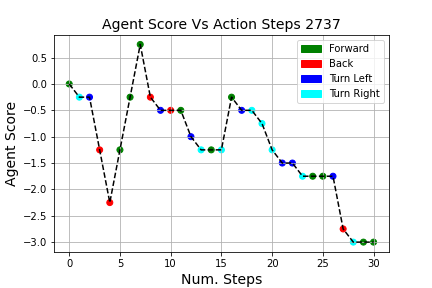 Agent Score Vs Action Steps 2737
Forward
Back
Turn Left
Turn Right
0.5
0.0
−0.5
−1.0
−1.5
−2.0
−2.5
−3.0
Agent Score
0 5 10 15 20 25 30
Num. Steps